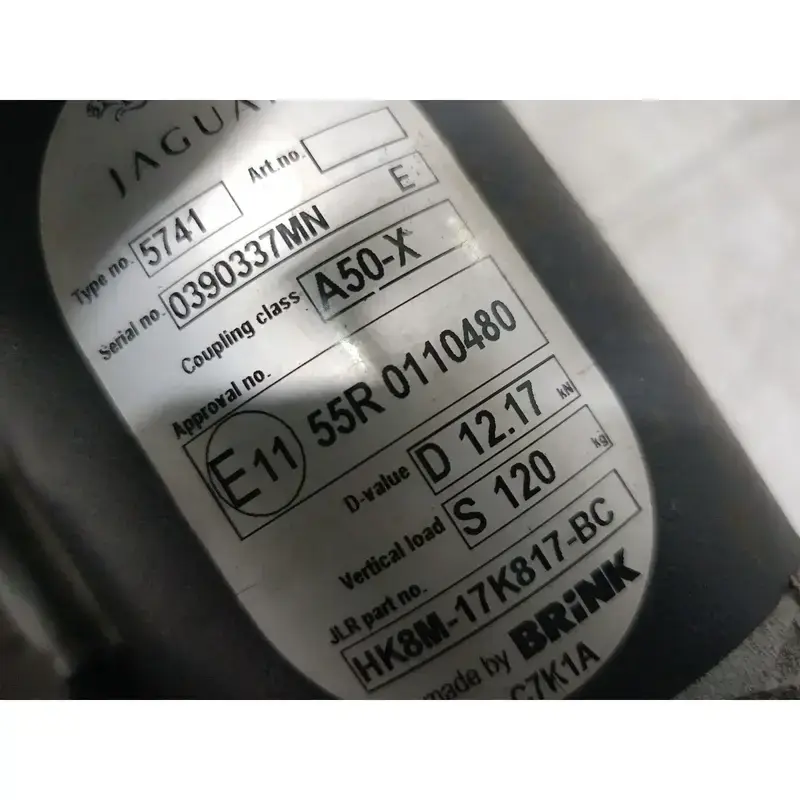 JAGUA
Type no. 5741 Art.no.
Serial no. 0390337MN E
Coupling class A50-X
Approval no.
E11 55R 0110480
D-value D 12.17 kN
Vertical load S 120 kg
JLR part no.
HK8M-17K817-BC
made by BRINK
C7K1A